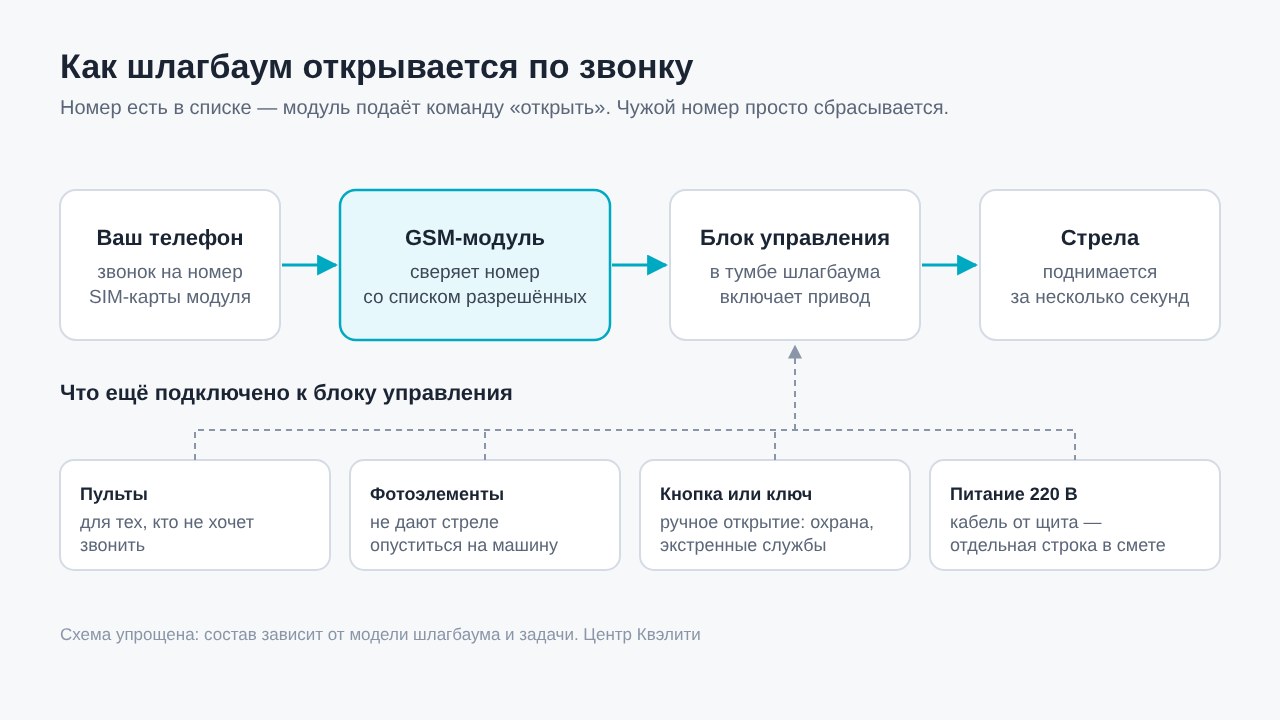 Как шлагбаум открывается по звонку
Номер есть в списке — модуль подаёт команду «открыть». Чужой номер просто сбрасывается.
Ваш телефон
звонок на номер
SIM-карты модуля
GSM-модуль
сверяет номер
со списком разрешённых
Блок управления
в тумбе шлагбаума
включает привод
Стрела
поднимается
за несколько секунд
Что ещё подключено к блоку управления
Пульты
для тех, кто не хочет
звонить
Фотоэлементы
не дают стреле
опуститься на машину
Кнопка или ключ
ручное открытие: охрана,
экстренные службы
Питание 220 В
кабель от щита —
отдельная строка в смете
Схема упрощена: состав зависит от модели шлагбаума и задачи. Центр Квэлити